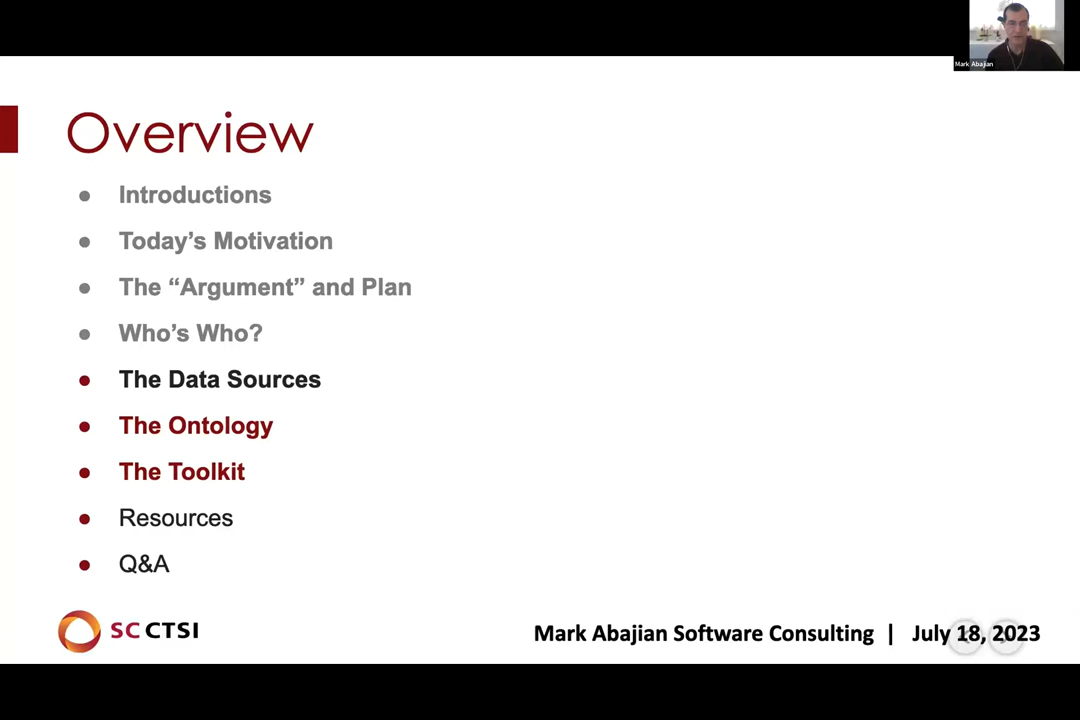 Mark Abajian
Overview
• Introductions
• Today’s Motivation
• The “Argument” and Plan
• Who’s Who?
• The Data Sources
• The Ontology
• The Toolkit
• Resources
• Q&A
SC CTSI
Mark Abajian Software Consulting | July 18, 2023